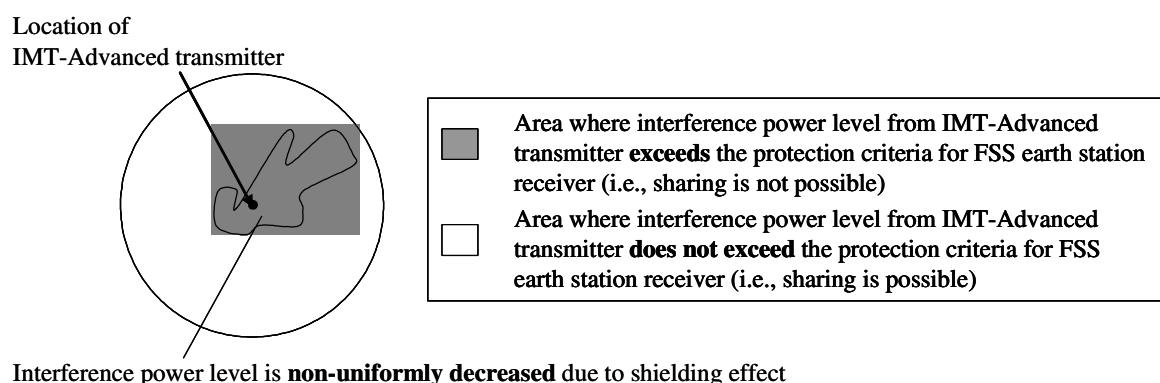 Location of
IMT-Advanced transmitter
Area where interference power level from IMT-Advanced
transmitter exceeds the protection criteria for FSS earth station
receiver (i.e., sharing is not possible)
Area where interference power level from IMT-Advanced
transmitter does not exceed the protection criteria for FSS
earth station receiver (i.e., sharing is possible)
Interference power level is non-uniformly decreased due to shielding effect